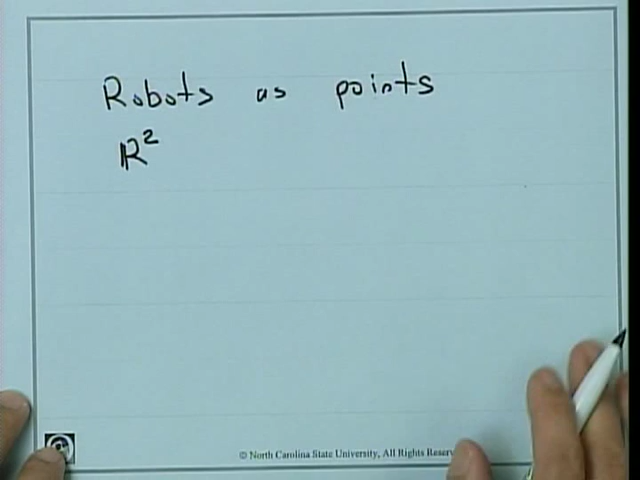 Robots as points
ℝ²
© North Carolina State University, All Rights Reserv